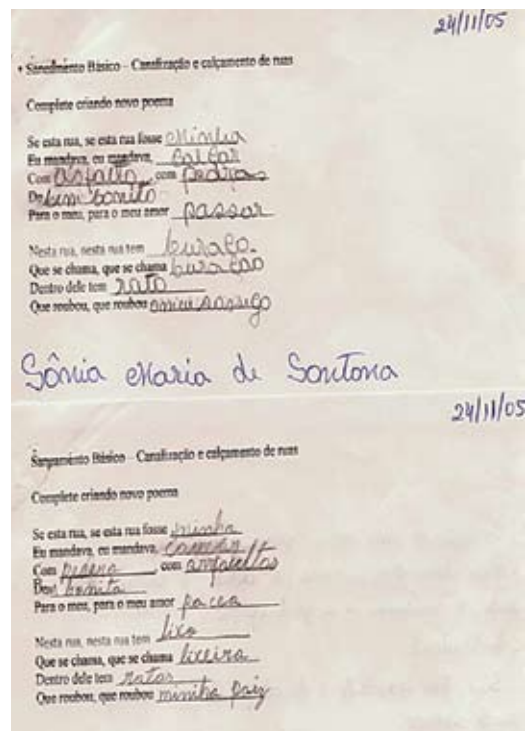 24/11/05
• Saneamento Básico – Canalização e calçamento de ruas
Complete criando novo poema
Se esta rua, se esta rua fosse Minha
Eu mandava, eu mandava, Calçar
Com asfalto com pedras
De bem bonito
Para o meu, para o meu amor passar
Nesta rua, nesta rua tem buraco.
Que se chama, que se chama buracão
Dentro dele tem rato
Que roubou, que roubou o meu sossego
Sônia Maria de Santana
24/11/05
Saneamento Básico – Canalização e calçamento de ruas
Complete criando novo poema
Se esta rua, se esta rua fosse minha
Eu mandava, eu mandava,
Com com
bonita
Para o meu, para o meu amor pacea
Nesta rua, nesta rua tem lixo
Que se chama, que se chama lixeira
Dentro dele tem ratos
Que roubou, que roubou mininha paiz